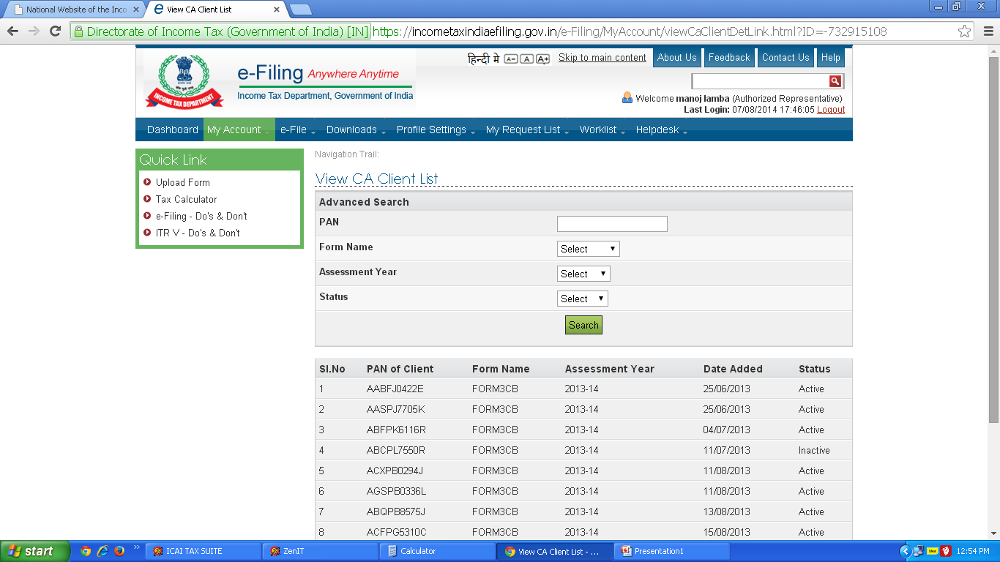 National Website of the Inco
View CA Client List
Directorate of Income Tax (Government of India) [IN] https://incometaxindiaefiling.gov.in/e-Filing/MyAccount/viewCaClientDetLink.html?ID=-732915108
हिन्दी मे A- A A+ Skip to main content About Us Feedback Contact Us Help
e-Filing Anywhere Anytime
Income Tax Department, Government of India
INCOME TAX DEPARTMENT
Welcome manoj lamba (Authorized Representative)
Last Login: 07/08/2014 17:46:05 Logout
Dashboard My Account e-File Downloads Profile Settings My Request List Worklist Helpdesk
Quick Link
Upload Form
Tax Calculator
e-Filing - Do's & Don't
ITR V - Do's & Don't
Navigation Trail:
View CA Client List
Advanced Search
PAN
Form Name Select
Assessment Year Select
Status Select
Search
Sl.No PAN of Client Form Name Assessment Year Date Added Status
1 AABFJ0422E FORM3CB 2013-14 25/06/2013 Active
2 AASPJ7705K FORM3CB 2013-14 25/06/2013 Active
3 ABFPK6116R FORM3CB 2013-14 04/07/2013 Active
4 ABCPL7550R FORM3CB 2013-14 11/07/2013 Inactive
5 ACXPB0294J FORM3CB 2013-14 11/08/2013 Active
6 AGSPB0336L FORM3CB 2013-14 11/08/2013 Active
7 ABQPB8575J FORM3CB 2013-14 13/08/2013 Active
8 ACFPG5310C FORM3CB 2013-14 15/08/2013 Active
start ICAI TAX SUITE ZenIT Calculator View CA Client List - ... Presentation1 12:54 PM